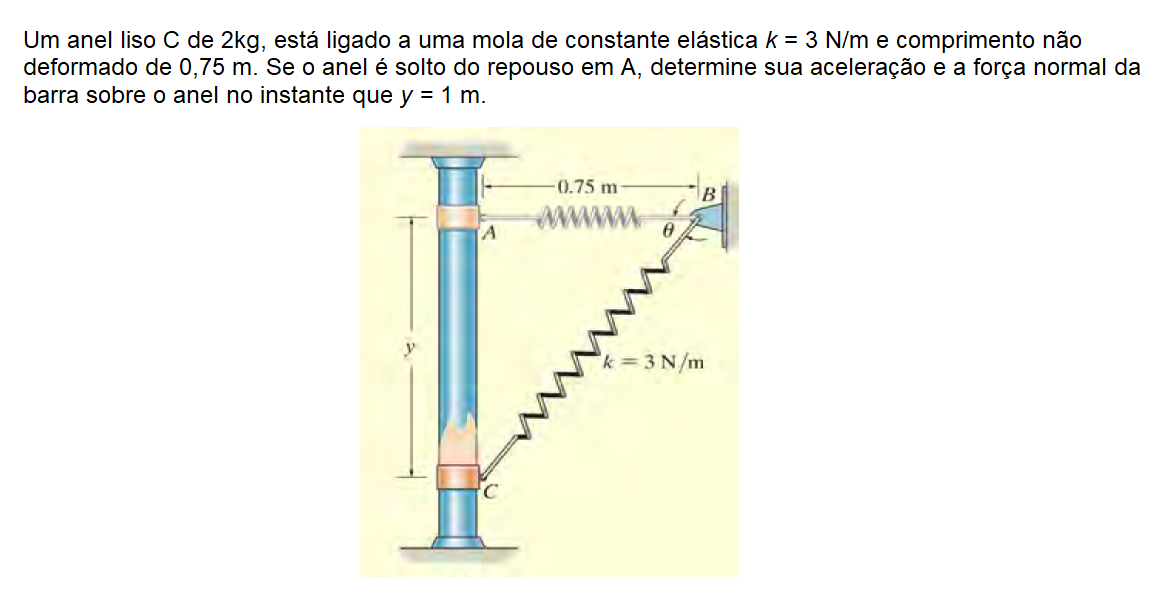 Um anel liso C de 2kg, está ligado a uma mola de constante elástica k = 3 N/m e comprimento não
deformado de 0,75 m. Se o anel é solto do repouso em A, determine sua aceleração e a força normal da
barra sobre o anel no instante que y = 1 m.
0.75 m
B
A
θ
y
k = 3 N/m
C